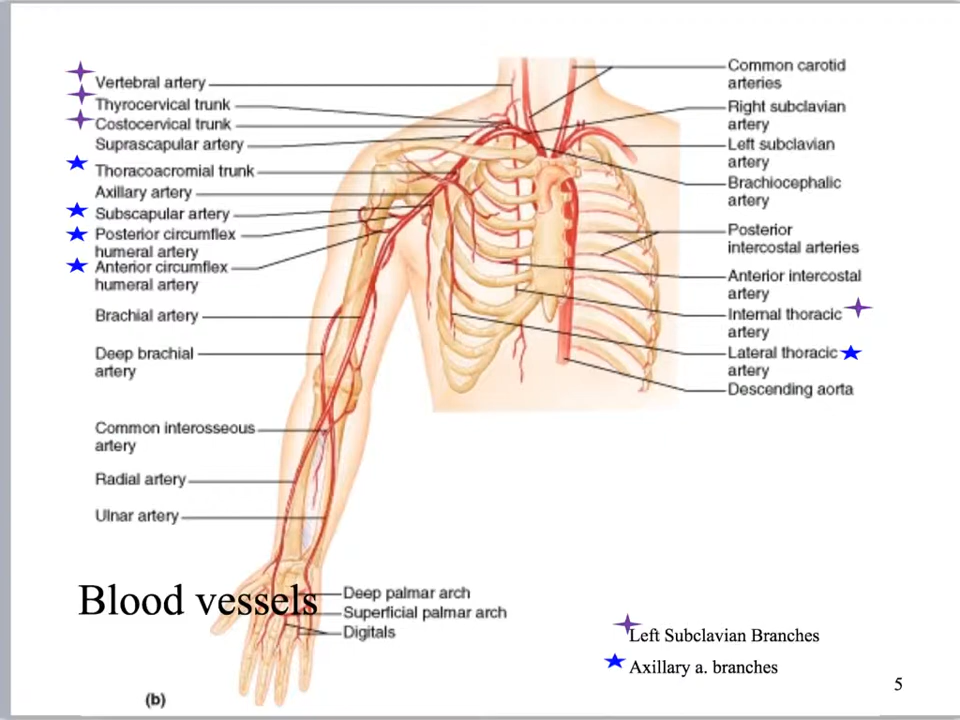 Vertebral artery
Thyrocervical trunk
Costocervical trunk
Suprascapular artery
Thoracoacromial trunk
Axillary artery
Subscapular artery
Posterior circumflex
humeral artery
Anterior circumflex
humeral artery
Brachial artery
Deep brachial
artery
Common interosseous
artery
Radial artery
Ulnar artery
Common carotid
arteries
Right subclavian
artery
Left subclavian
artery
Brachiocephalic
artery
Posterior
intercostal arteries
Anterior intercostal
artery
Internal thoracic
artery
Lateral thoracic
artery
Descending aorta
Blood vessels
Deep palmar arch
Superficial palmar arch
Digitals
Left Subclavian Branches
Axillary a. branches
5
(b)